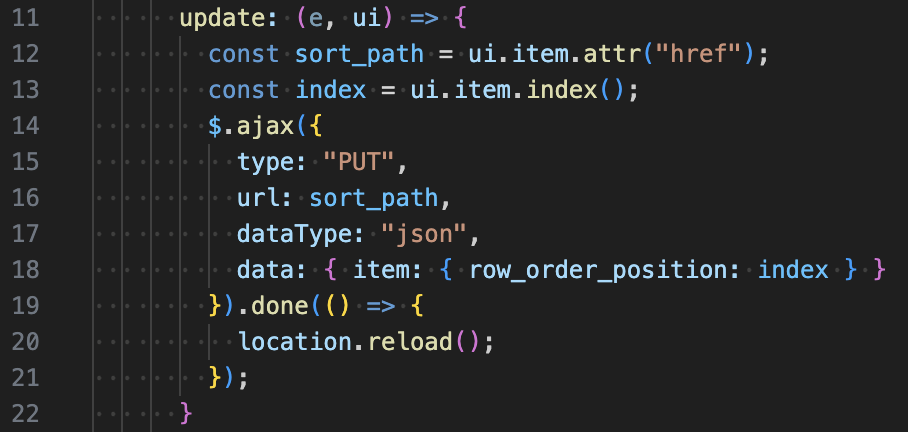 11 update: (e, ui) => {
12 const sort_path = ui.item.attr("href");
13 const index = ui.item.index();
14 $.ajax({
15 type: "PUT",
16 url: sort_path,
17 dataType: "json",
18 data: { item: { row_order_position: index } }
19 }).done(() => {
20 location.reload();
21 });
22 }